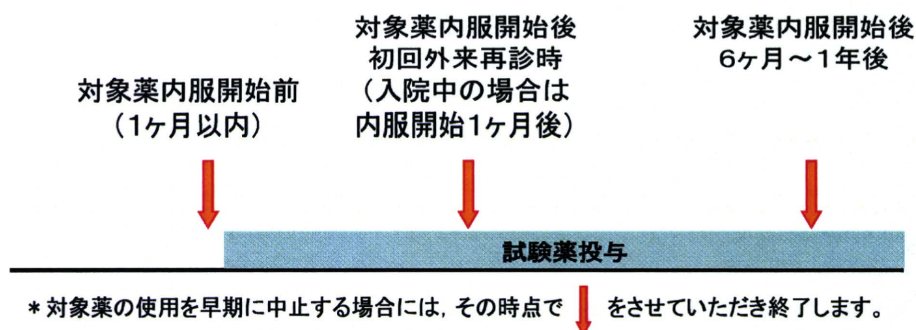 対象薬内服開始前
（1ヶ月以内）
対象薬内服開始後
初回外来再診時
（入院中の場合は
内服開始1ヶ月後）
対象薬内服開始後
6ヶ月～1年後
試験薬投与
＊対象薬の使用を早期に中止する場合には, その時点で をさせていただき終了します。